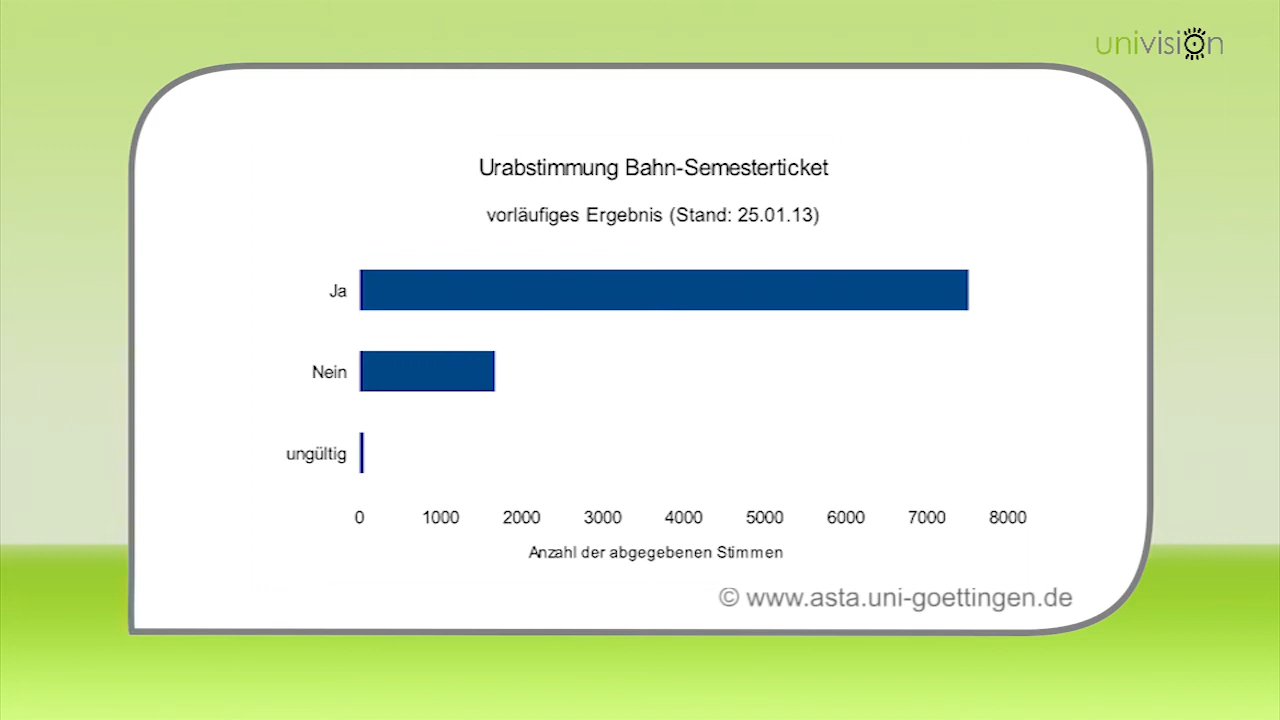 univision
Urabstimmung Bahn-Semesterticket
vorläufiges Ergebnis (Stand: 25.01.13)
Ja
Nein
ungültig
0 1000 2000 3000 4000 5000 6000 7000 8000
Anzahl der abgegebenen Stimmen
© www.asta.uni-goettingen.de